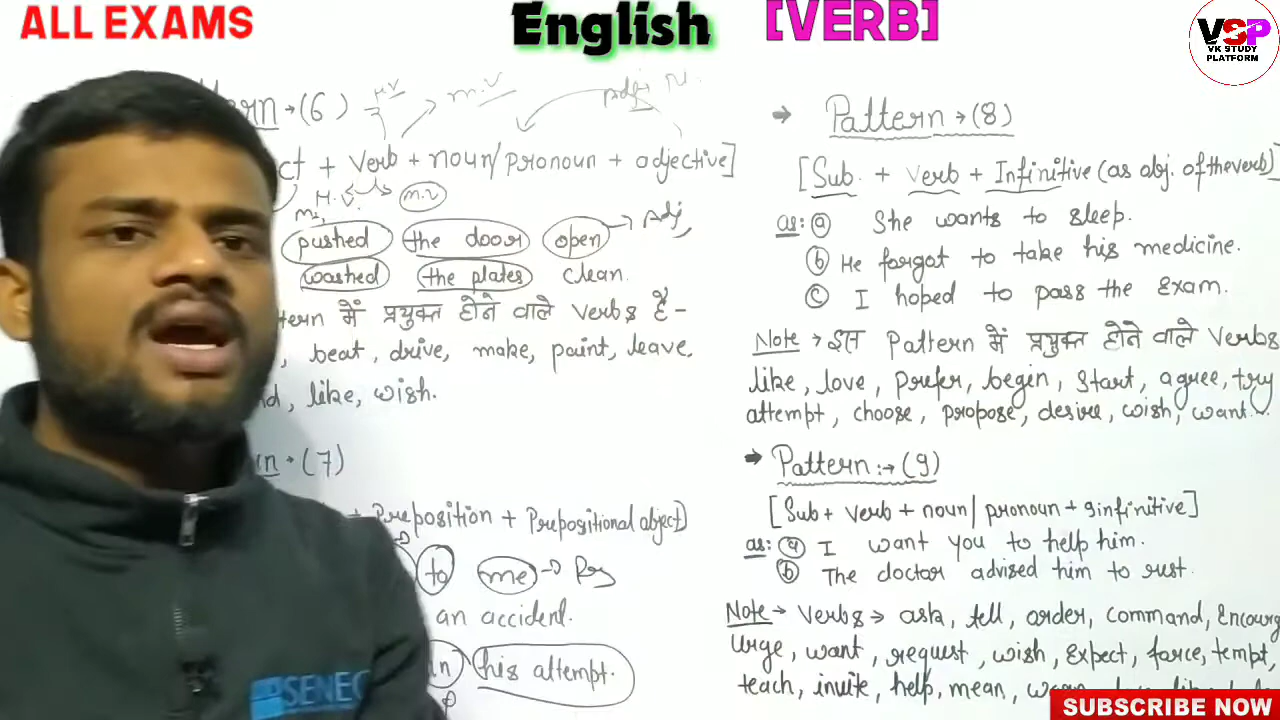 ALL EXAMS
English
[VERB]
VSP
VK STUDY
PLATFORM
→ (6)
M.V
m.v
Adj N
+ Verb + noun/pronoun + adjective]
H.V.
m.v
pushed the door open → Adj
washed the plates clean.
में प्रयुक्त होने वाले Verbs हैं-
beat, drive, make, paint, leave,
like, wish.
→ (7)
+ Preposition + Prepositional object]
to me →
an accident.
his attempt.
→ Pattern → (8)
[Sub. + Verb + Infinitive (as obj. of the verb)]
as: (a) She wants to sleep.
(b) He forgot to take his medicine.
(c) I hoped to pass the Exam.
Note → इस Pattern में प्रयुक्त होने वाले Verbs
like, love, prefer, begin, start, agree, try
attempt, choose, propose, desire, wish, want...
→ Pattern :→ (9)
[Sub + verb + noun/pronoun + ginfinitive]
as: (a) I want you to help him.
(b) The doctor advised him to rust.
Note → Verbs → ask, tell, order, command, Encourg
Urge, want, request, wish, Expect, force, tempt,
teach, invite, help, mean,
SUBSCRIBE NOW
SENEC